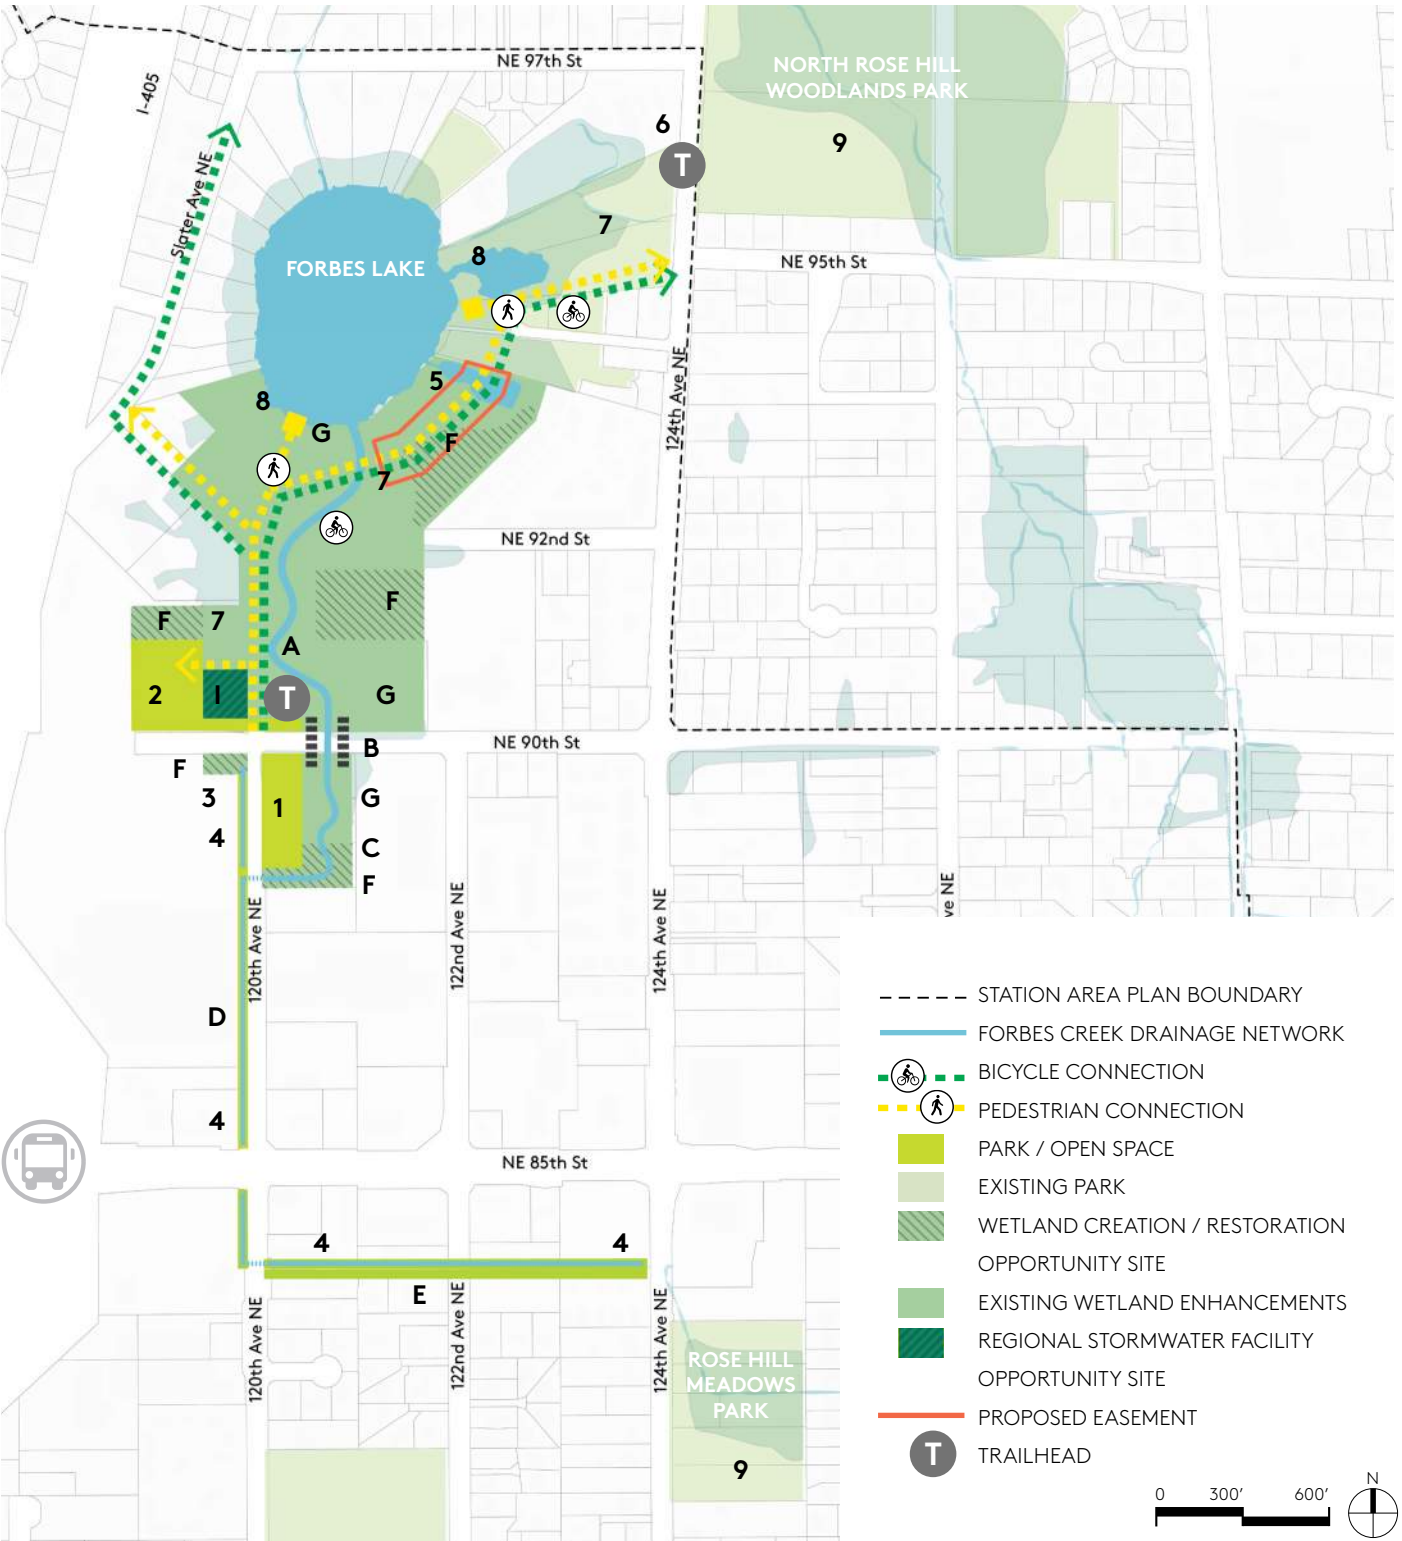 NE 97th St
I-405
NORTH ROSE HILL
WOODLANDS PARK
6
T
9
Slater Ave NE
7
8
FORBES LAKE
NE 95th St
124th Ave NE
5
8
G
F
7
NE 92nd St
F
F
7
A
2
I
T
G
NE 90th St
B
F
3
1
G
4
C
F
120th Ave NE
122nd Ave NE
124th Ave NE
ve NE
D
4
NE 85th St
4
4
E
120th Ave NE
122nd Ave NE
124th Ave NE
ROSE HILL
MEADOWS
PARK
9
STATION AREA PLAN BOUNDARY
FORBES CREEK DRAINAGE NETWORK
BICYCLE CONNECTION
PEDESTRIAN CONNECTION
PARK / OPEN SPACE
EXISTING PARK
WETLAND CREATION / RESTORATION
OPPORTUNITY SITE
EXISTING WETLAND ENHANCEMENTS
REGIONAL STORMWATER FACILITY
OPPORTUNITY SITE
PROPOSED EASEMENT
T
TRAILHEAD
0 300' 600'
N